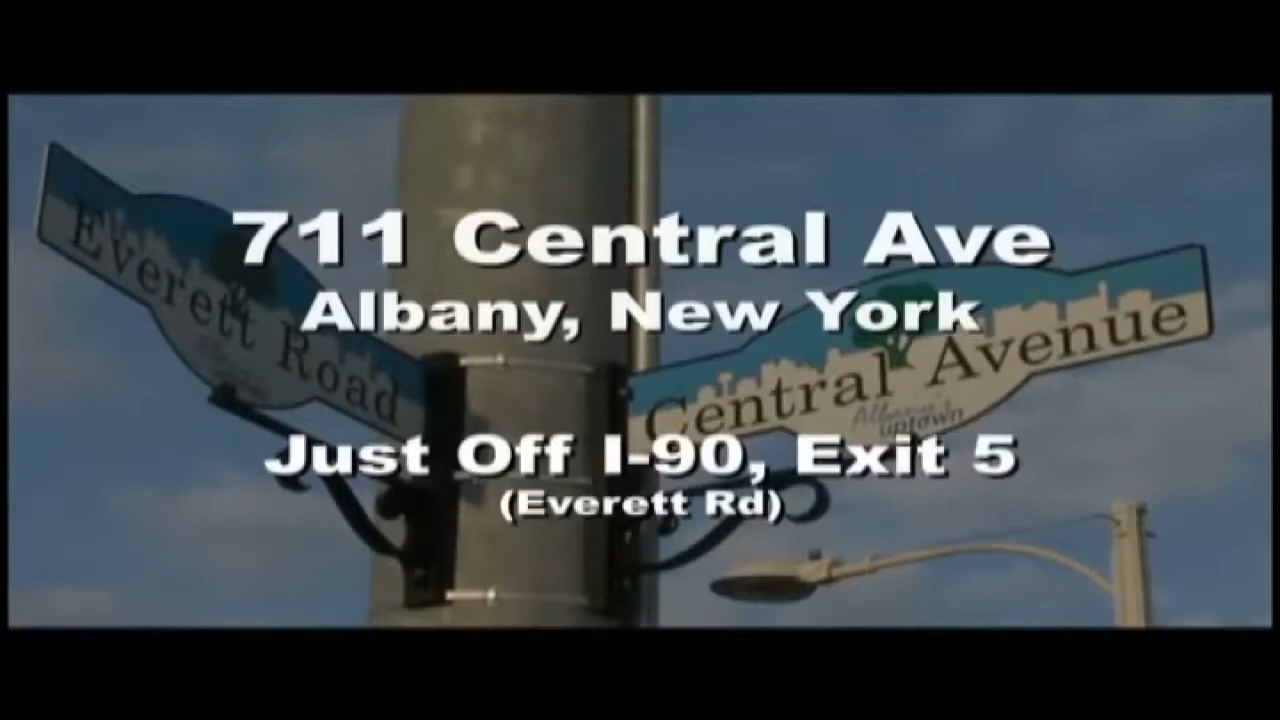 711 Central Ave
Albany, New York
Everett Road
Central Avenue
Albany's
uptown
Just Off I-90, Exit 5
(Everett Rd)